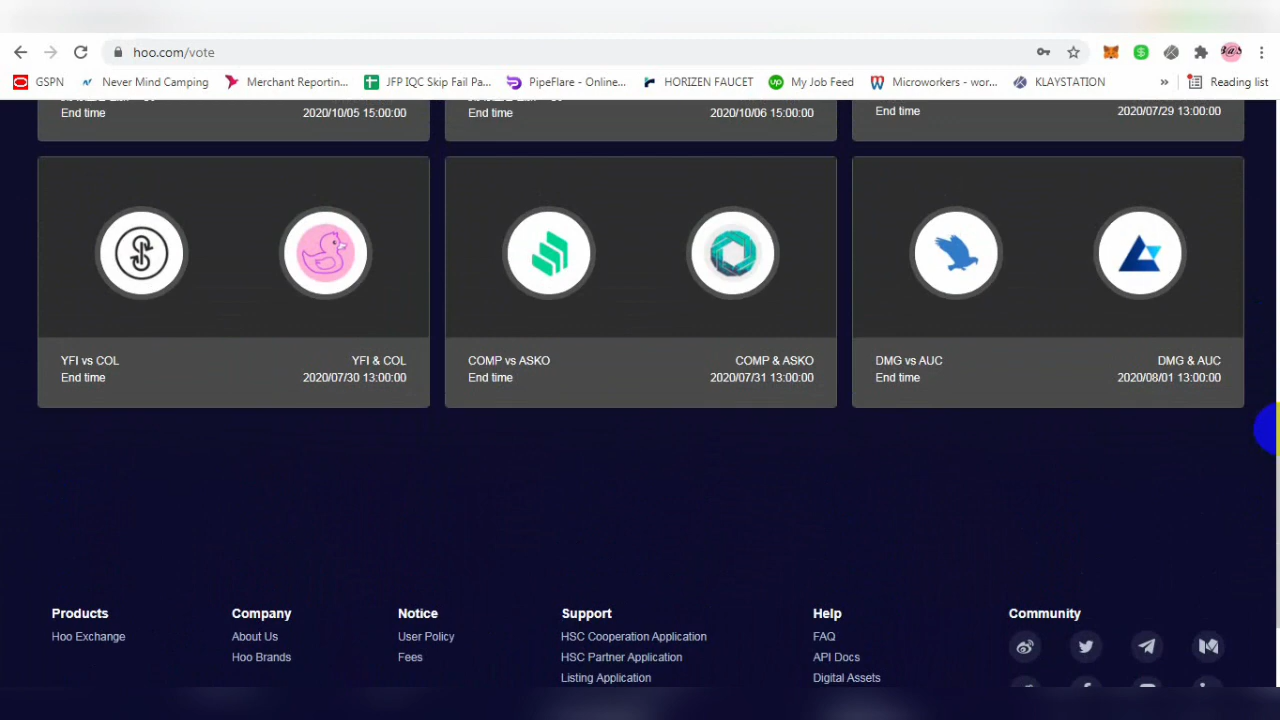 hoo.com/vote
GSPN Never Mind Camping Merchant Reportin... JFP IQC Skip Fail Pa... PipeFlare - Online... HORIZEN FAUCET My Job Feed Microworkers - wor... KLAYSTATION » Reading list
End time 2020/10/05 15:00:00 End time 2020/10/06 15:00:00 End time 2020/07/29 13:00:00
YFI vs COL YFI & COL COMP vs ASKO COMP & ASKO DMG vs AUC DMG & AUC
End time 2020/07/30 13:00:00 End time 2020/07/31 13:00:00 End time 2020/08/01 13:00:00
Products Company Notice Support Help Community
Hoo Exchange About Us User Policy HSC Cooperation Application FAQ
Hoo Brands Fees HSC Partner Application API Docs
Listing Application Digital Assets